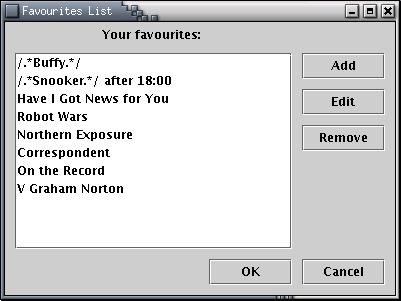 Favourites List
Your favourites:
/.*Buffy.*/
/.*Snooker.*/ after 18:00
Have I Got News for You
Robot Wars
Northern Exposure
Correspondent
On the Record
V Graham Norton
Add
Edit
Remove
OK
Cancel